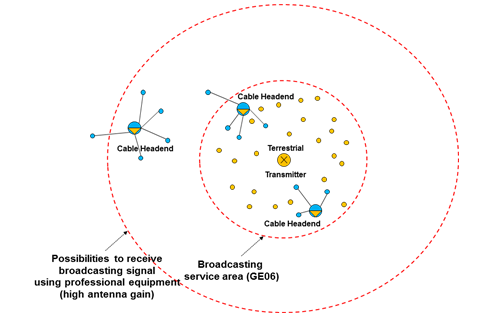 Cable Headend
Cable Headend
Terrestrial
Transmitter
Cable Headend
Possibilities to receive
broadcasting signal
using professional equipment
(high antenna gain)
Broadcasting
service area (GE06)